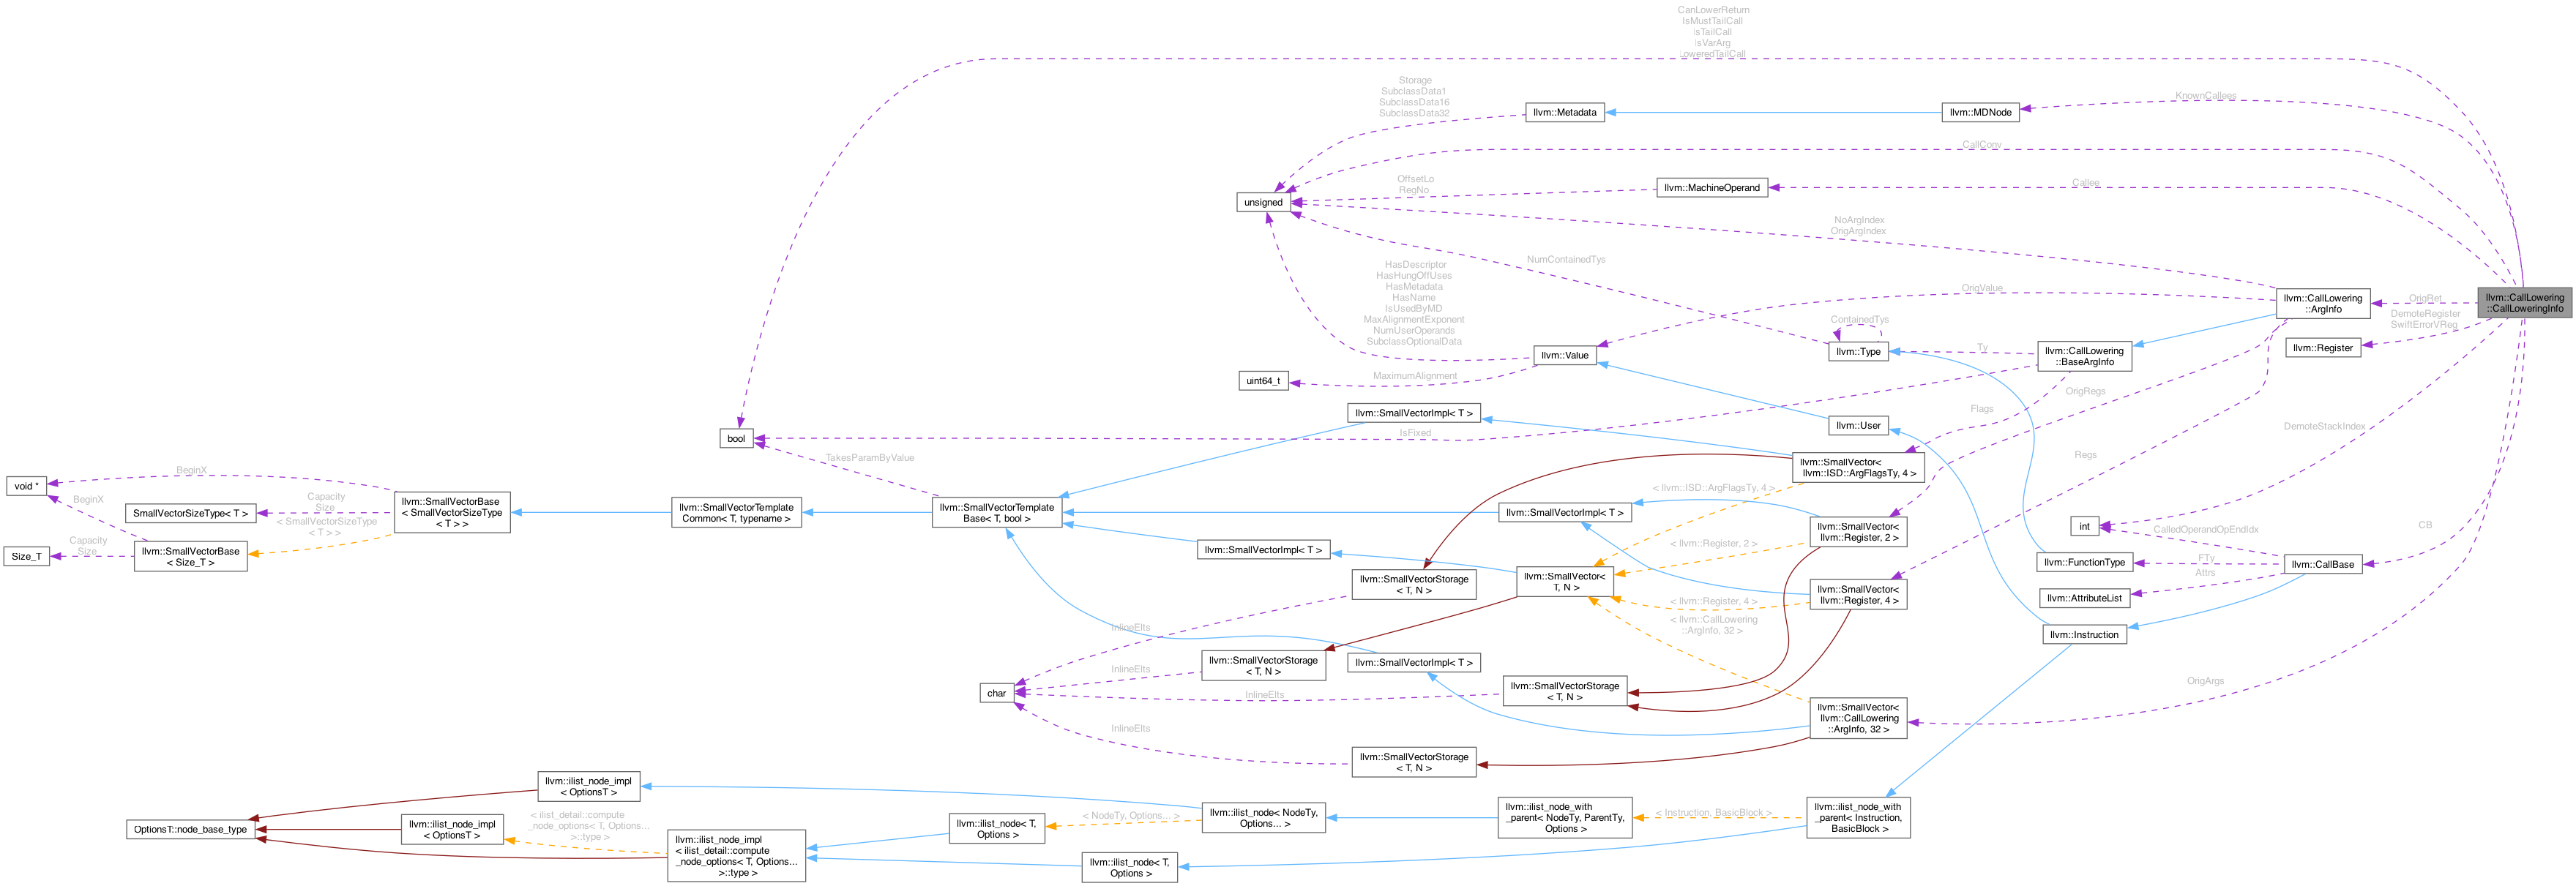 CanLowerReturn
IsMustTailCall
IsTailCall
IsVarArg
LoweredTailCall
Storage
SubclassData1
SubclassData16
SubclassData32
llvm::Metadata
llvm::MDNode
KnownCallees
CallConv
OffsetLo
RegNo
llvm::MachineOperand
Callee
unsigned
NoArgIndex
OrigArgIndex
HasDescriptor
HasHungOffUses
HasMetadata
HasName
IsUsedByMD
MaxAlignmentExponent
NumUserOperands
SubclassOptionalData
NumContainedTys
OrigValue
llvm::CallLowering
::ArgInfo
OrigRet
llvm::CallLowering
::CallLoweringInfo
DemoteRegister
SwiftErrorVReg
ContainedTys
llvm::Value
llvm::Type
Ty
llvm::CallLowering
::BaseArgInfo
llvm::Register
uint64_t
MaximumAlignment
OrigRegs
llvm::SmallVectorImpl< T >
Flags
llvm::User
DemoteStackIndex
bool
IsFixed
TakesParamByValue
Regs
llvm::SmallVector<
llvm::ISD::ArgFlagsTy, 4 >
BeginX
void *
BeginX
Capacity
Size
llvm::SmallVectorBase
< SmallVectorSizeType
< T > >
SmallVectorSizeType< T >
< SmallVectorSizeType
< T > >
llvm::SmallVectorTemplate
Common< T, typename >
llvm::SmallVectorTemplate
Base< T, bool >
< llvm::ISD::ArgFlagsTy, 4 >
llvm::SmallVectorImpl< T >
llvm::SmallVector<
llvm::Register, 2 >
int
CalledOperandOpEndIdx
CB
Size_T
Capacity
Size
llvm::SmallVectorBase
< Size_T >
llvm::SmallVectorImpl< T >
< llvm::Register, 2 >
llvm::FunctionType
FTy
llvm::CallBase
Attrs
llvm::SmallVectorStorage
< T, N >
llvm::SmallVector<
T, N >
llvm::SmallVector<
llvm::Register, 4 >
< llvm::Register, 4 >
llvm::AttributeList
< llvm::CallLowering
::ArgInfo, 32 >
InlineElts
llvm::Instruction
llvm::SmallVectorStorage
< T, N >
llvm::SmallVectorImpl< T >
InlineElts
OrigArgs
char
InlineElts
llvm::SmallVectorStorage
< T, N >
llvm::SmallVector<
llvm::CallLowering
::ArgInfo, 32 >
InlineElts
llvm::SmallVectorStorage
< T, N >
llvm::ilist_node_impl
< OptionsT >
OptionsT::node_base_type
llvm::ilist_node_impl
< OptionsT >
< ilist_detail::compute
_node_options< T, Options...
>::type >
llvm::ilist_node_impl
< ilist_detail::compute
_node_options< T, Options...
>::type >
llvm::ilist_node< T,
Options >
< NodeTy, Options... >
llvm::ilist_node< NodeTy,
Options... >
llvm::ilist_node_with
_parent< NodeTy, ParentTy,
Options >
< Instruction, BasicBlock >
llvm::ilist_node_with
_parent< Instruction,
BasicBlock >
llvm::ilist_node< T,
Options >